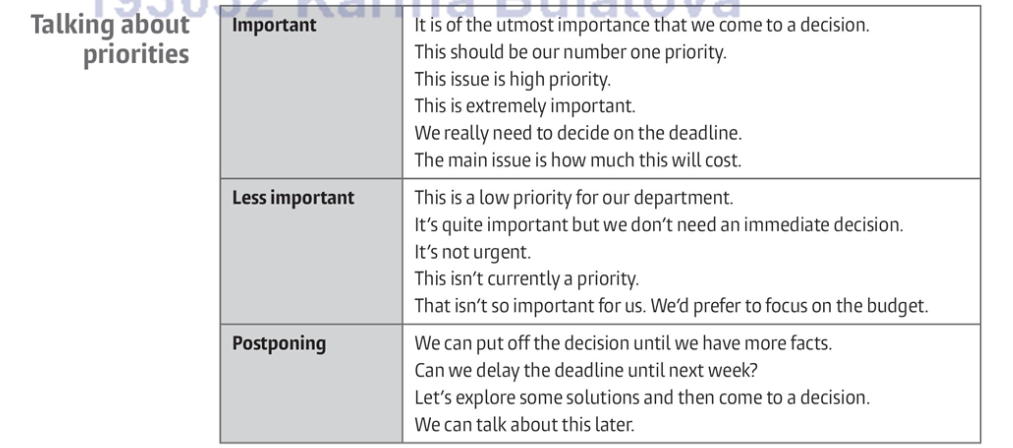 Talking about
priorities
Important
It is of the utmost importance that we come to a decision.
This should be our number one priority.
This issue is high priority.
This is extremely important.
We really need to decide on the deadline.
The main issue is how much this will cost.
Less important
This is a low priority for our department.
It’s quite important but we don’t need an immediate decision.
It’s not urgent.
This isn’t currently a priority.
That isn’t so important for us. We’d prefer to focus on the budget.
Postponing
We can put off the decision until we have more facts.
Can we delay the deadline until next week?
Let’s explore some solutions and then come to a decision.
We can talk about this later.